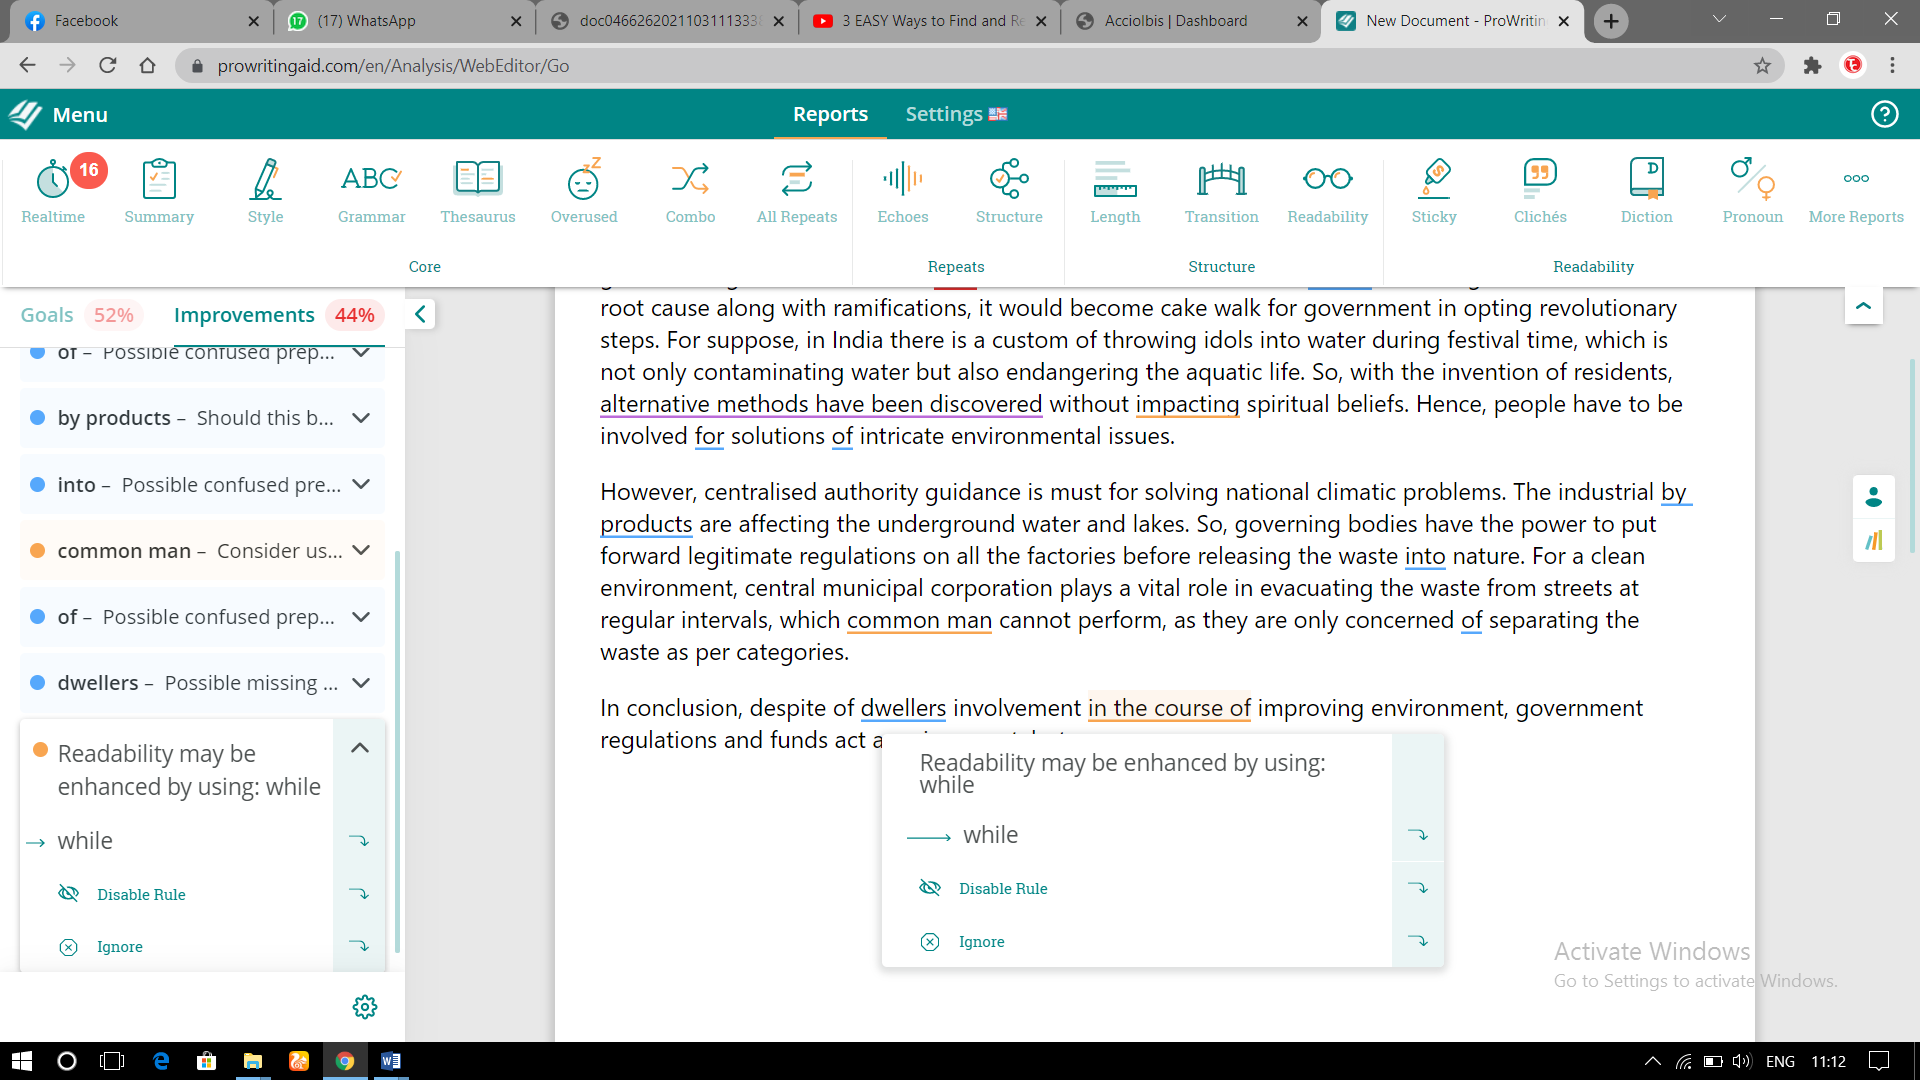 Facebook
(17) WhatsApp
doc04662620211031113338
3 EASY Ways to Find and Re
Acciolbis | Dashboard
New Document - ProWritin
prowritingaid.com/en/Analysis/WebEditor/Go
Menu
Reports
Settings
16
Realtime
Summary
Style
ABC
Grammar
Thesaurus
Overused
Combo
All Repeats
Echoes
Structure
Length
Transition
Readability
Sticky
Clichés
Diction
Pronoun
More Reports
Core
Repeats
Structure
Readability
Goals 52%
Improvements 44%
of – Possible confused prep...
by products – Should this b...
into – Possible confused pre...
common man – Consider us...
of – Possible confused prep...
dwellers – Possible missing ...
Readability may be
enhanced by using: while
while
Disable Rule
Ignore
root cause along with ramifications, it would become cake walk for government in opting revolutionary
steps. For suppose, in India there is a custom of throwing idols into water during festival time, which is
not only contaminating water but also endangering the aquatic life. So, with the invention of residents,
alternative methods have been discovered without impacting spiritual beliefs. Hence, people have to be
involved for solutions of intricate environmental issues.
However, centralised authority guidance is must for solving national climatic problems. The industrial by
products are affecting the underground water and lakes. So, governing bodies have the power to put
forward legitimate regulations on all the factories before releasing the waste into nature. For a clean
environment, central municipal corporation plays a vital role in evacuating the waste from streets at
regular intervals, which common man cannot perform, as they are only concerned of separating the
waste as per categories.
In conclusion, despite of dwellers involvement in the course of improving environment, government
regulations and funds act a
Readability may be enhanced by using:
while
while
Disable Rule
Ignore
Activate Windows
Go to Settings to activate Windows.
ENG
11:12